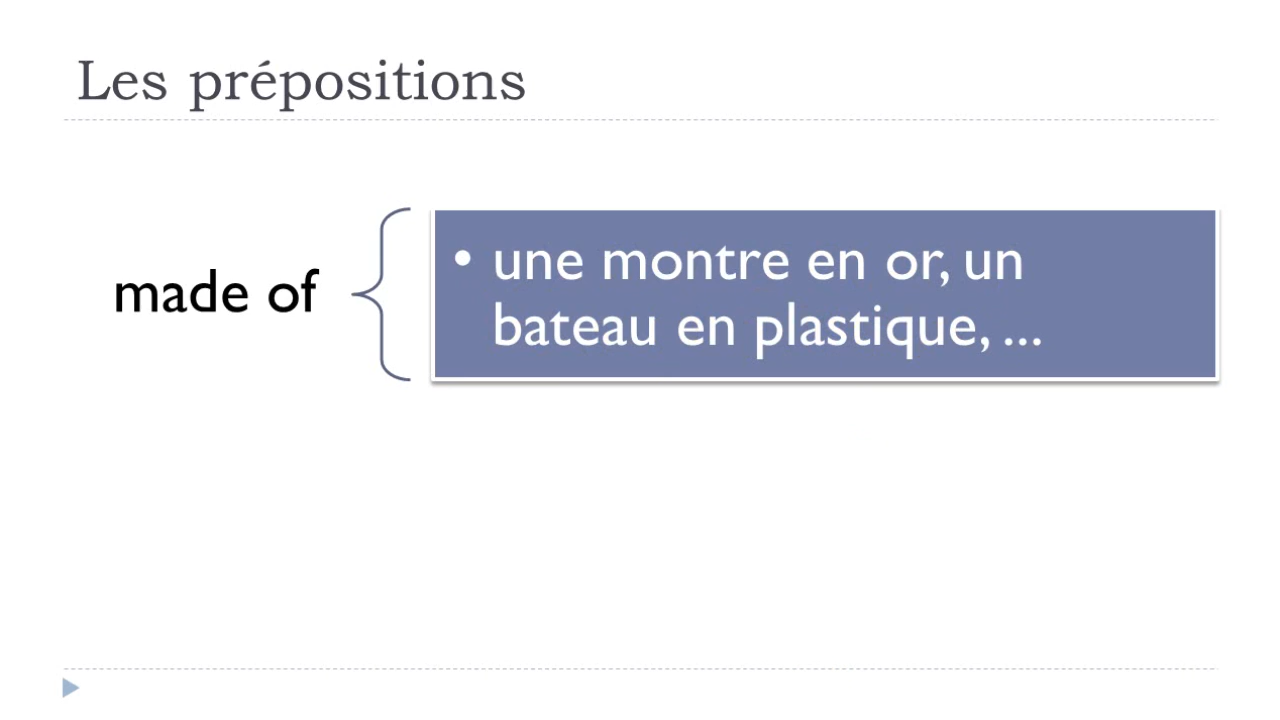 Les prépositions
made of
• une montre en or, un
bateau en plastique, ...